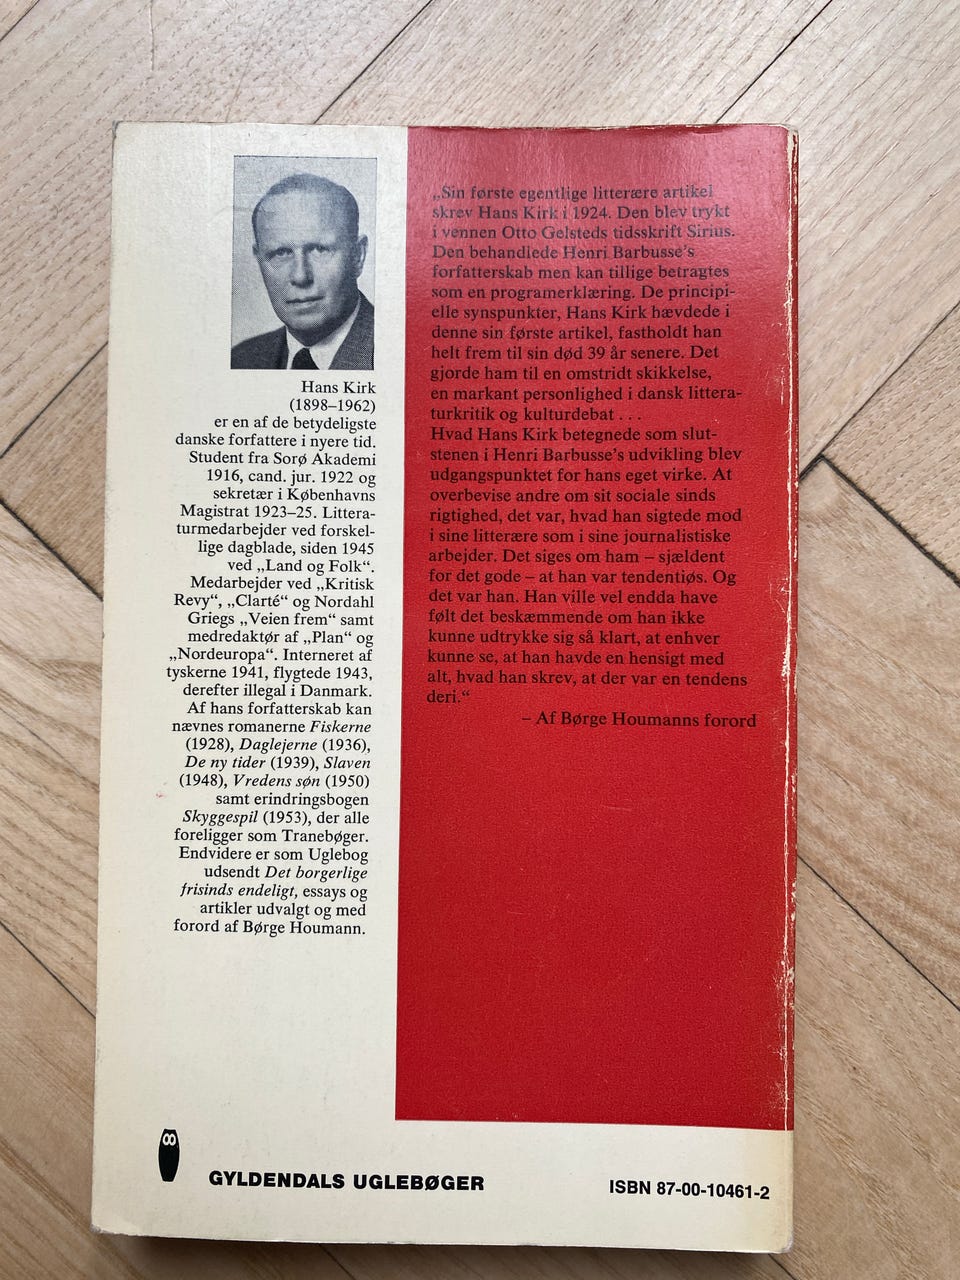 Hans Kirk
(1898–1962)
er en af de betydeligste
danske forfattere i nyere tid.
Student fra Sorø Akademi
1916, cand. jur. 1922 og
sekretær i Københavns
Magistrat 1923–25. Littera-
turmedarbejder ved forskel-
lige dagblade, siden 1945
ved „Land og Folk“.
Medarbejder ved „Kritisk
Revy“, „Clarté“ og Nordahl
Griegs „Veien frem“ samt
medredaktør af „Plan“ og
„Nordeuropa“. Interneret af
tyskerne 1941, flygtede 1943,
derefter illegal i Danmark.
Af hans forfatterskab kan
nævnes romanerne Fiskerne
(1928), Daglejerne (1936),
De ny tider (1939), Slaven
(1948), Vredens søn (1950)
samt erindringsbogen
Skyggespil (1953), der alle
foreligger som Tranebøger.
Endvidere er som Uglebog
udsendt Det borgerlige
frisinds endeligt, essays og
artikler udvalgt og med
forord af Børge Houmann.
„Sin første egentlige litterære artikel
skrev Hans Kirk i 1924. Den blev trykt
i vennen Otto Gelsteds tidsskrift Sirius.
Den behandlede Henri Barbusse's
forfatterskab men kan tillige betragtes
som en programerklæring. De principi-
elle synspunkter, Hans Kirk hævdede i
denne sin første artikel, fastholdt han
helt frem til sin død 39 år senere. Det
gjorde ham til en omstridt skikkelse,
en markant personlighed i dansk littera-
turkritik og kulturdebat . . .
Hvad Hans Kirk betegnede som slut-
stenen i Henri Barbusse's udvikling blev
udgangspunktet for hans eget virke. At
overbevise andre om sit sociale sinds
rigtighed, det var, hvad han sigtede mod
i sine litterære som i sine journalistiske
arbejder. Det siges om ham – sjældent
for det gode – at han var tendentiøs. Og
det var han. Han ville vel endda have
følt det beskæmmende om han ikke
kunne udtrykke sig så klart, at enhver
kunne se, at han havde en hensigt med
alt, hvad han skrev, at der var en tendens
deri.“
– Af Børge Houmanns forord
GYLDENDALS UGLEBØGER
ISBN 87-00-10461-2